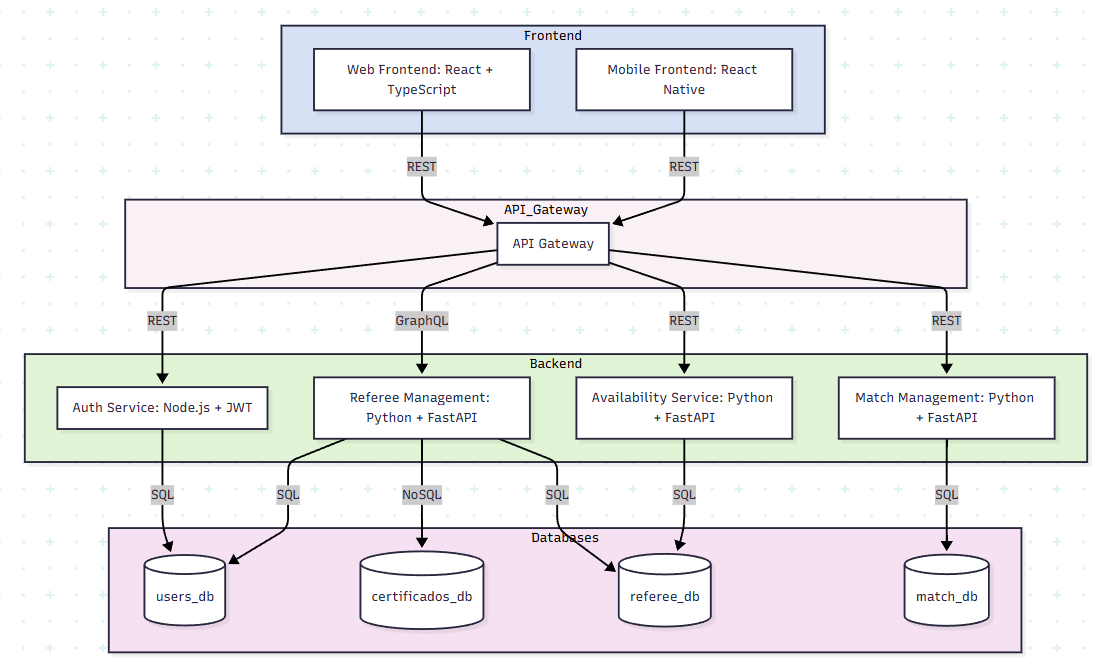 Frontend
Web Frontend: React +
TypeScript
Mobile Frontend: React
Native
REST
REST
API_Gateway
API Gateway
REST
GraphQL
REST
REST
Backend
Auth Service: Node.js + JWT
Referee Management:
Python + FastAPI
Availability Service: Python
+ FastAPI
Match Management: Python
+ FastAPI
SQL
SQL
NoSQL
SQL
SQL
SQL
Databases
users_db
certificados_db
referee_db
match_db